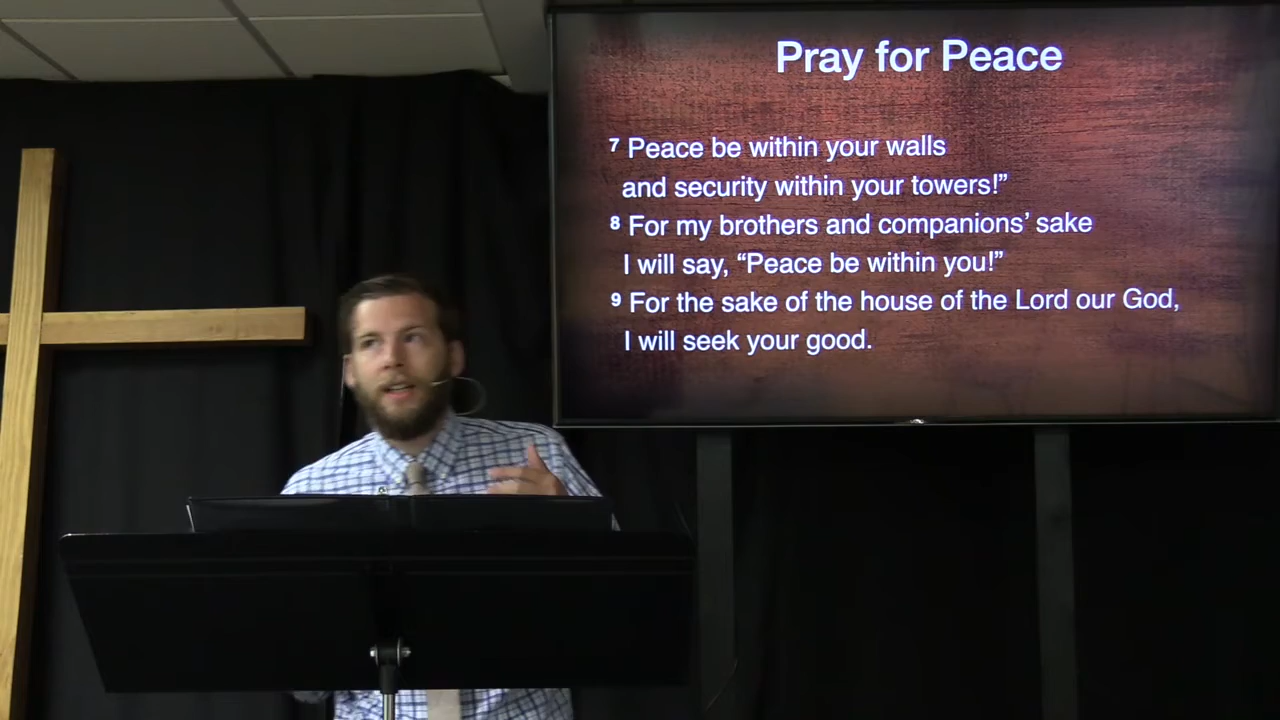 Pray for Peace
7 Peace be within your walls
and security within your towers!”
8 For my brothers and companions’ sake
I will say, “Peace be within you!”
9 For the sake of the house of the Lord our God,
I will seek your good.